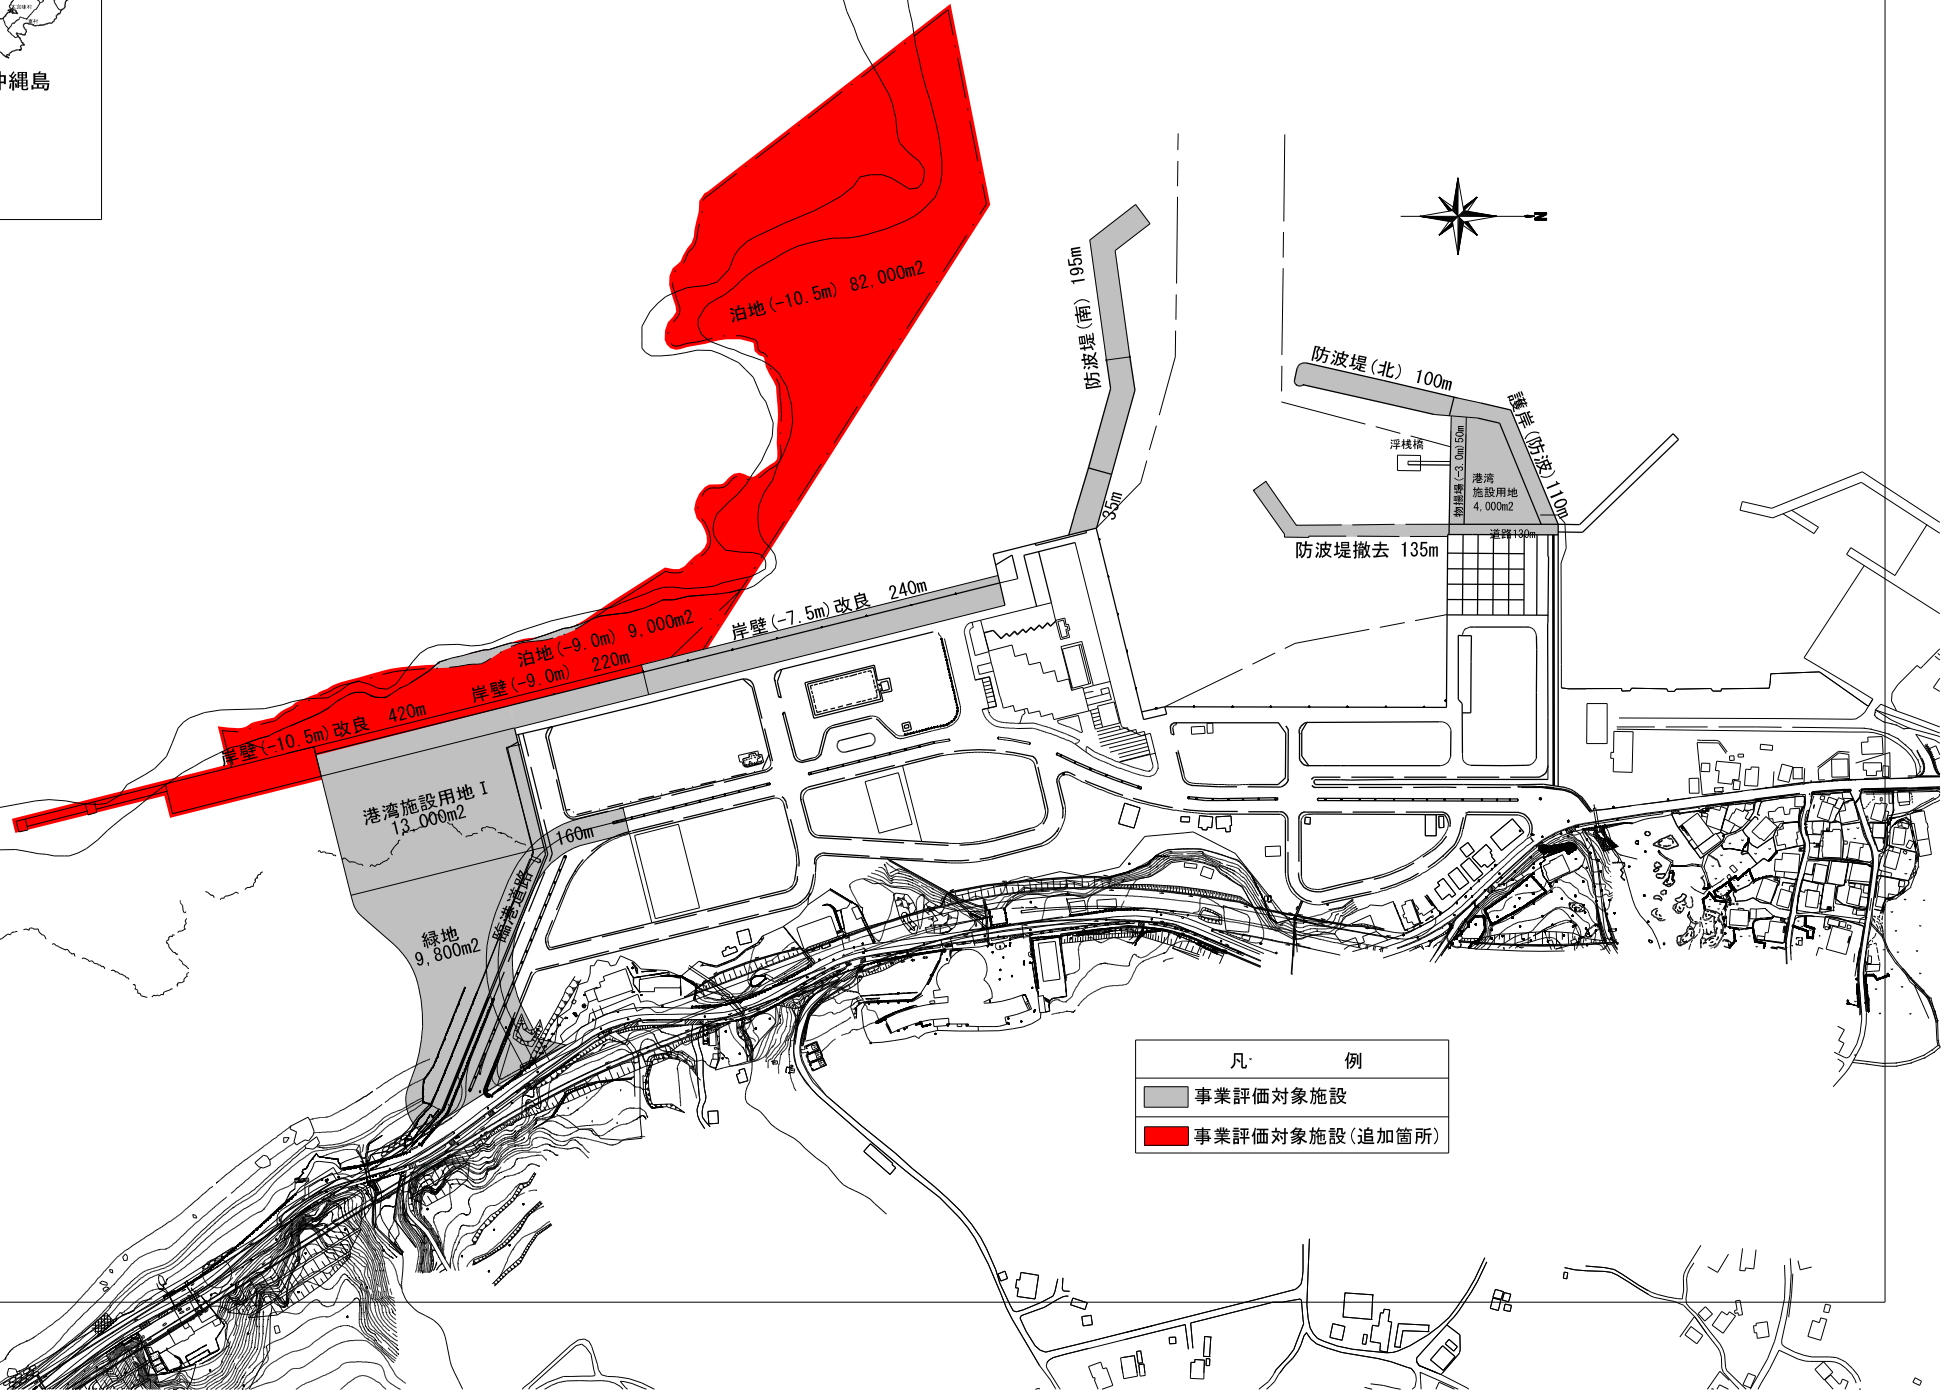 沖縄島
N
泊地(-10.5m) 82,000m2
防波堤(南) 195m
35m
防波堤(北) 100m
護岸(防波)110m
浮桟橋
物揚場(-3.0m)50m
港湾
施設用地
4,000m2
道路130m
防波堤撤去 135m
岸壁(-7.5m)改良 240m
泊地(-9.0m) 9,000m2
岸壁(-9.0m) 220m
岸壁(-10.5m)改良 420m
港湾施設用地Ⅰ
13,000m2
臨港道路Ⅰ 160m
緑地
9,800m2
凡 例
事業評価対象施設
事業評価対象施設(追加箇所)